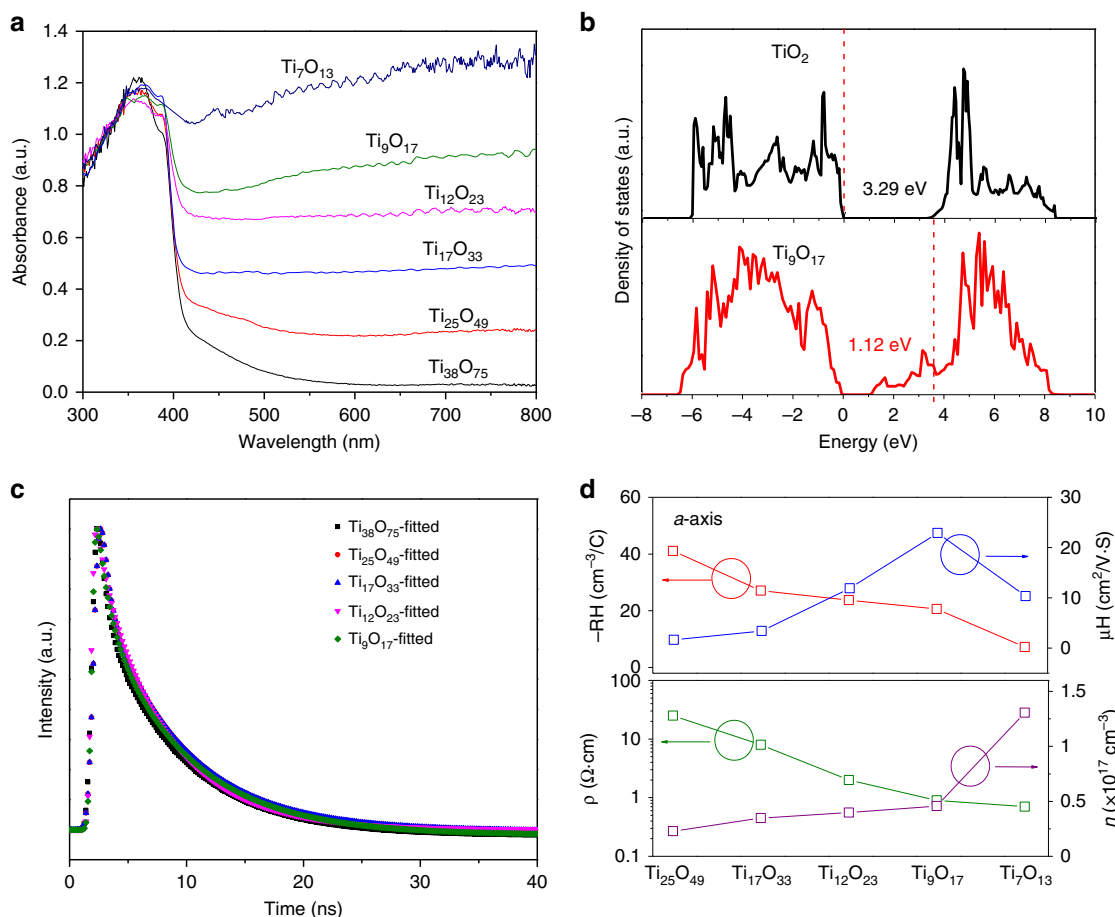 a
1.4
1.2
1.0
0.8
0.6
0.4
0.2
0.0
Absorbance (a.u.)
Ti7O13
Ti9O17
Ti12O23
Ti17O33
Ti25O49
Ti38O75
300 400 500 600 700 800
Wavelength (nm)
b
Density of states (a.u.)
TiO2
3.29 eV
Ti9O17
1.12 eV
–8 –6 –4 –2 0 2 4 6 8 10
Energy (eV)
c
Intensity (a.u.)
Ti38O75-fitted
Ti25O49-fitted
Ti17O33-fitted
Ti12O23-fitted
Ti9O17-fitted
0 10 20 30 40
Time (ns)
d
a-axis
60
40
20
0
–RH (cm–3/C)
30
20
10
0
μH (cm2/V·S)
100
10
1
0.1
ρ (Ω·cm)
1.5
1.0
0.5
0
n (×1017 cm–3)
Ti25O49 Ti17O33 Ti12O23 Ti9O17 Ti7O13